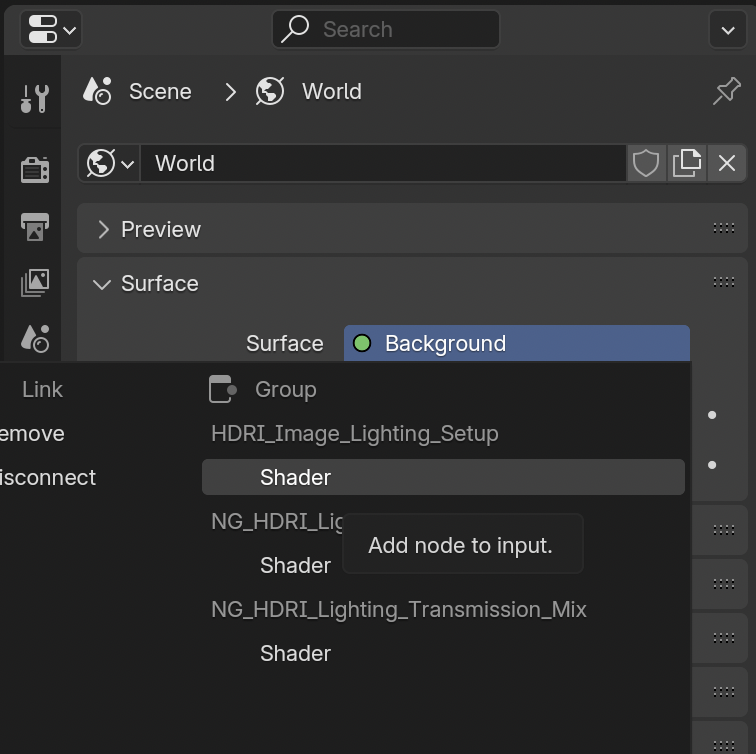 Search
Scene World
World
Preview
Surface
Surface Background
Link Group
emove HDRI_Image_Lighting_Setup
isconnect Shader
NG_HDRI_Lig
Add node to input.
Shader
NG_HDRI_Lighting_Transmission_Mix
Shader